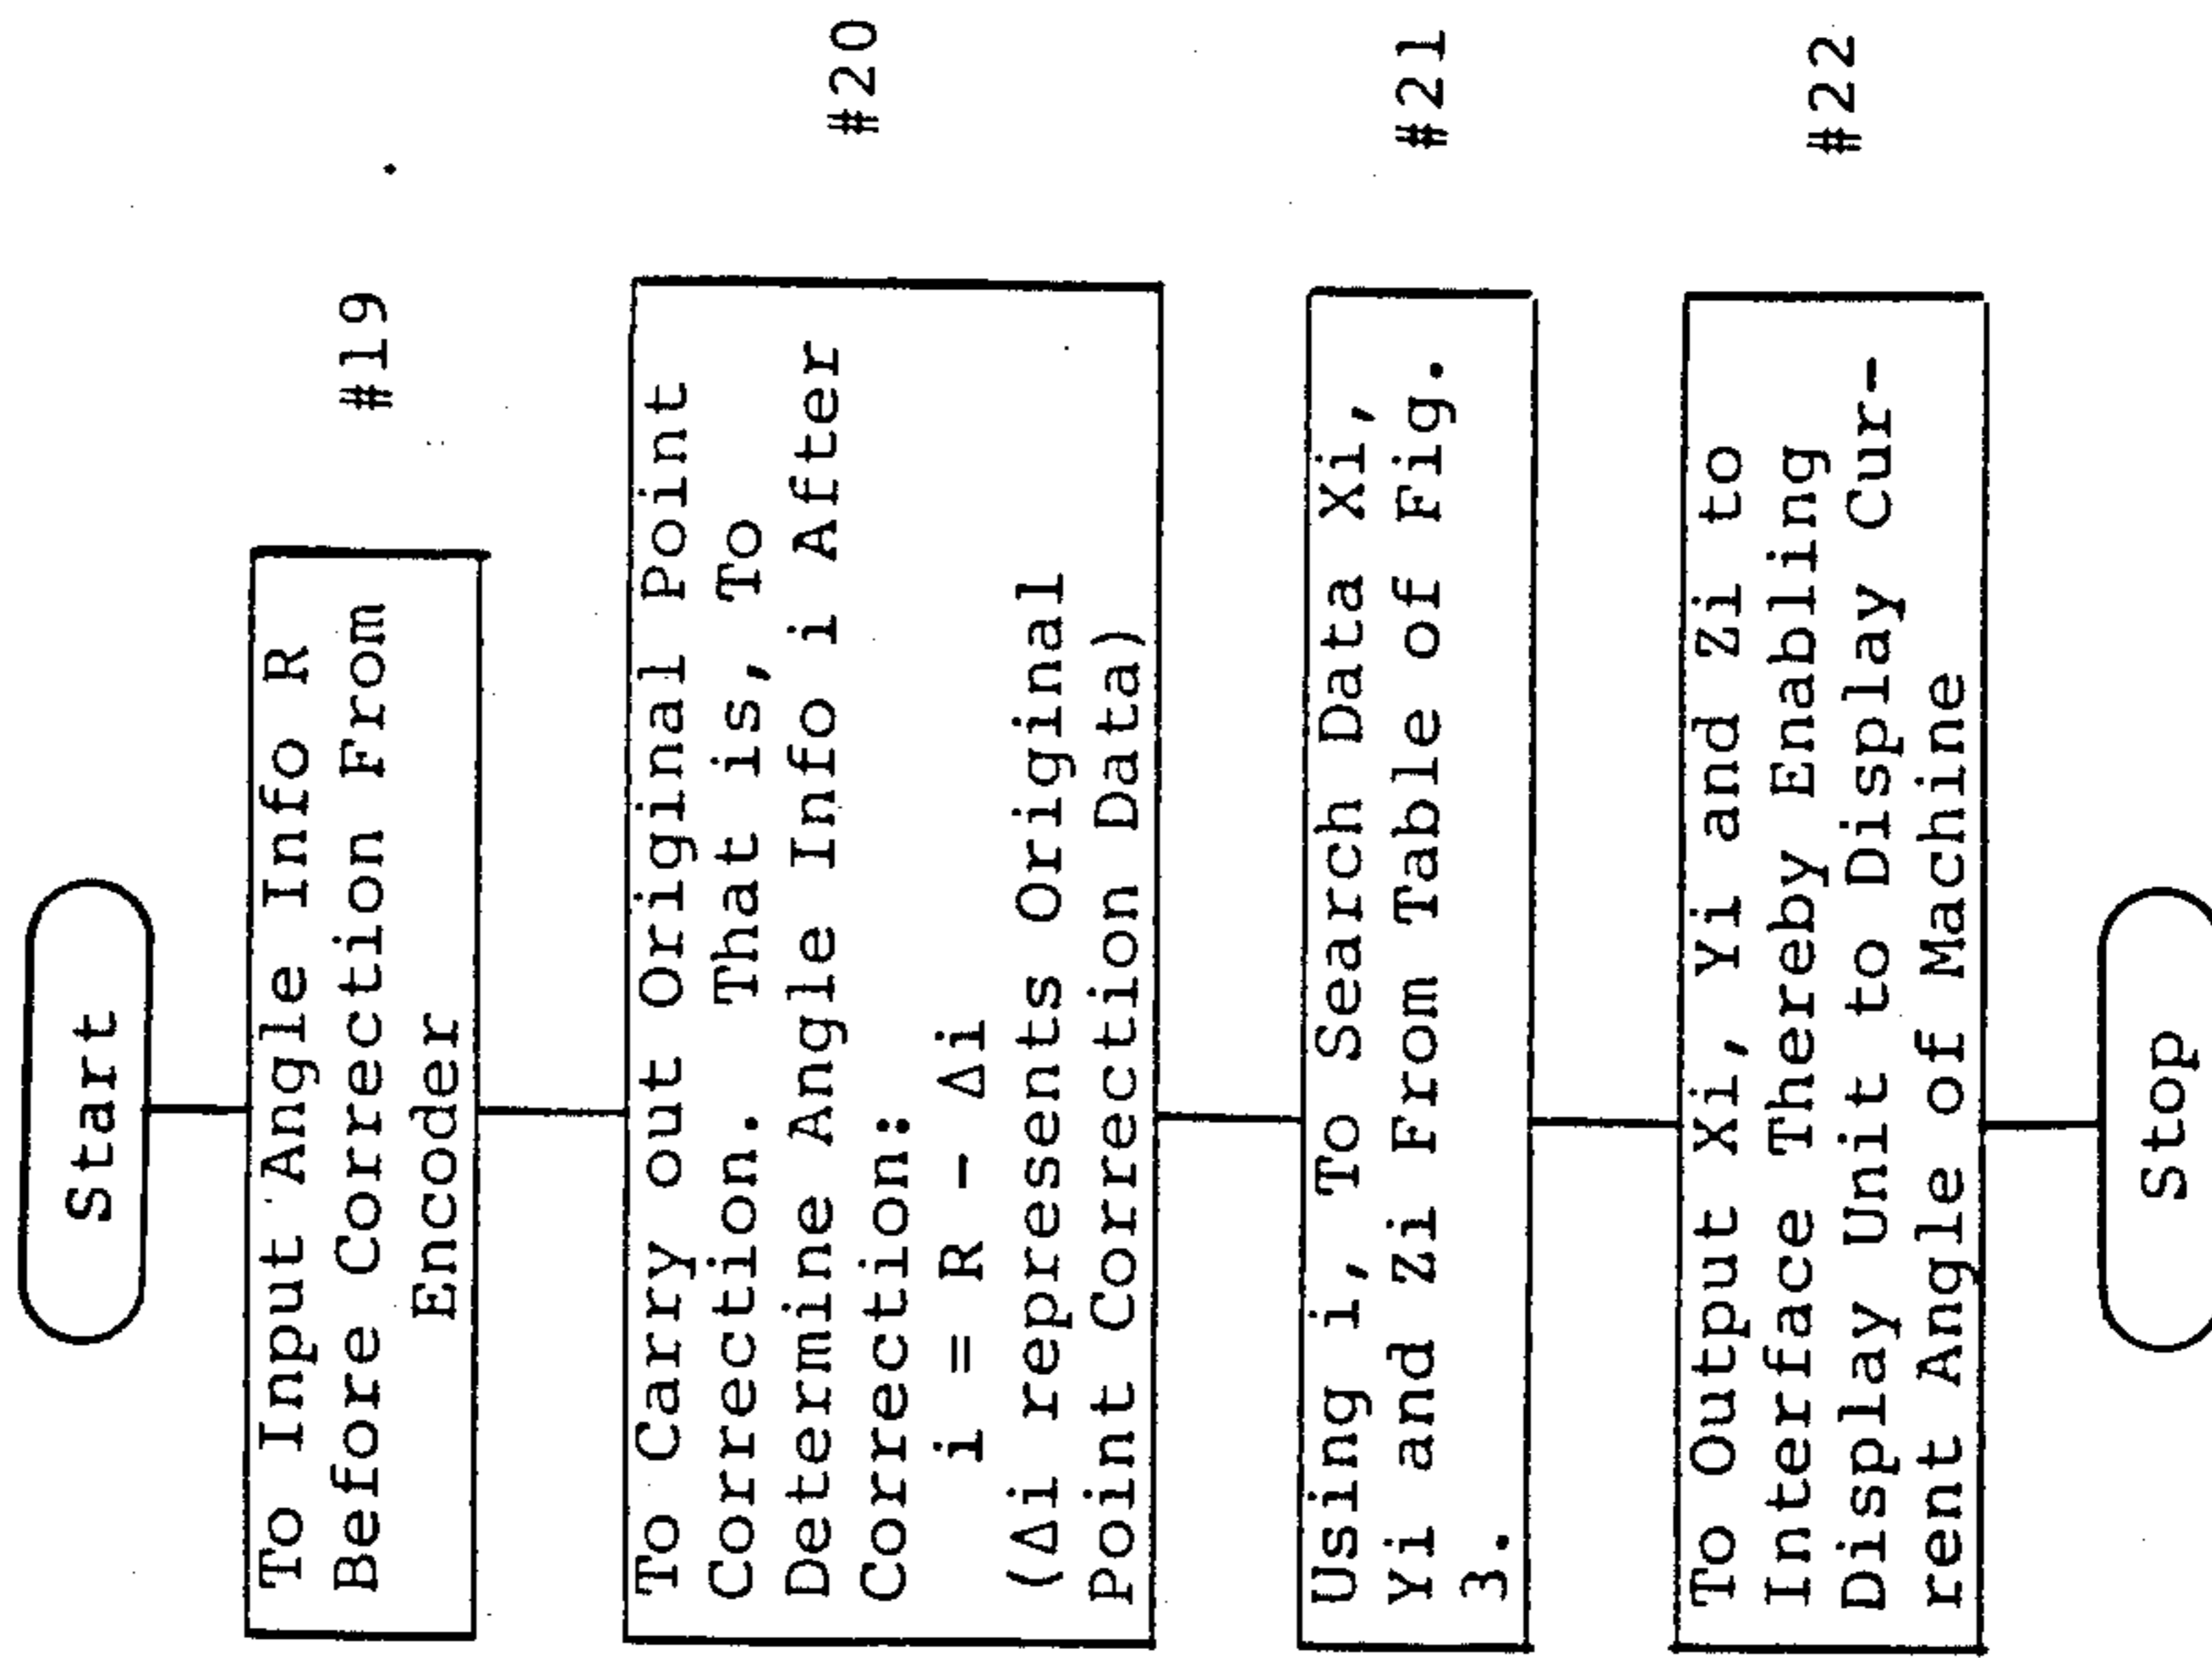 Start
To Input Angle Info R
Before Correction From
Encoder
#19
To Carry out Original Point
Correction. That is, To
Determine Angle Info i After
Correction:
i = R - Δi
(Δi represents Original
Point Correction Data)
#20
Using i, To Search Data Xi,
Yi and Zi From Table of Fig.
3.
#21
To Output Xi, Yi and Zi to
Interface Thereby Enabling
Display Unit to Display Cur-
rent Angle of Machine
#22
Stop